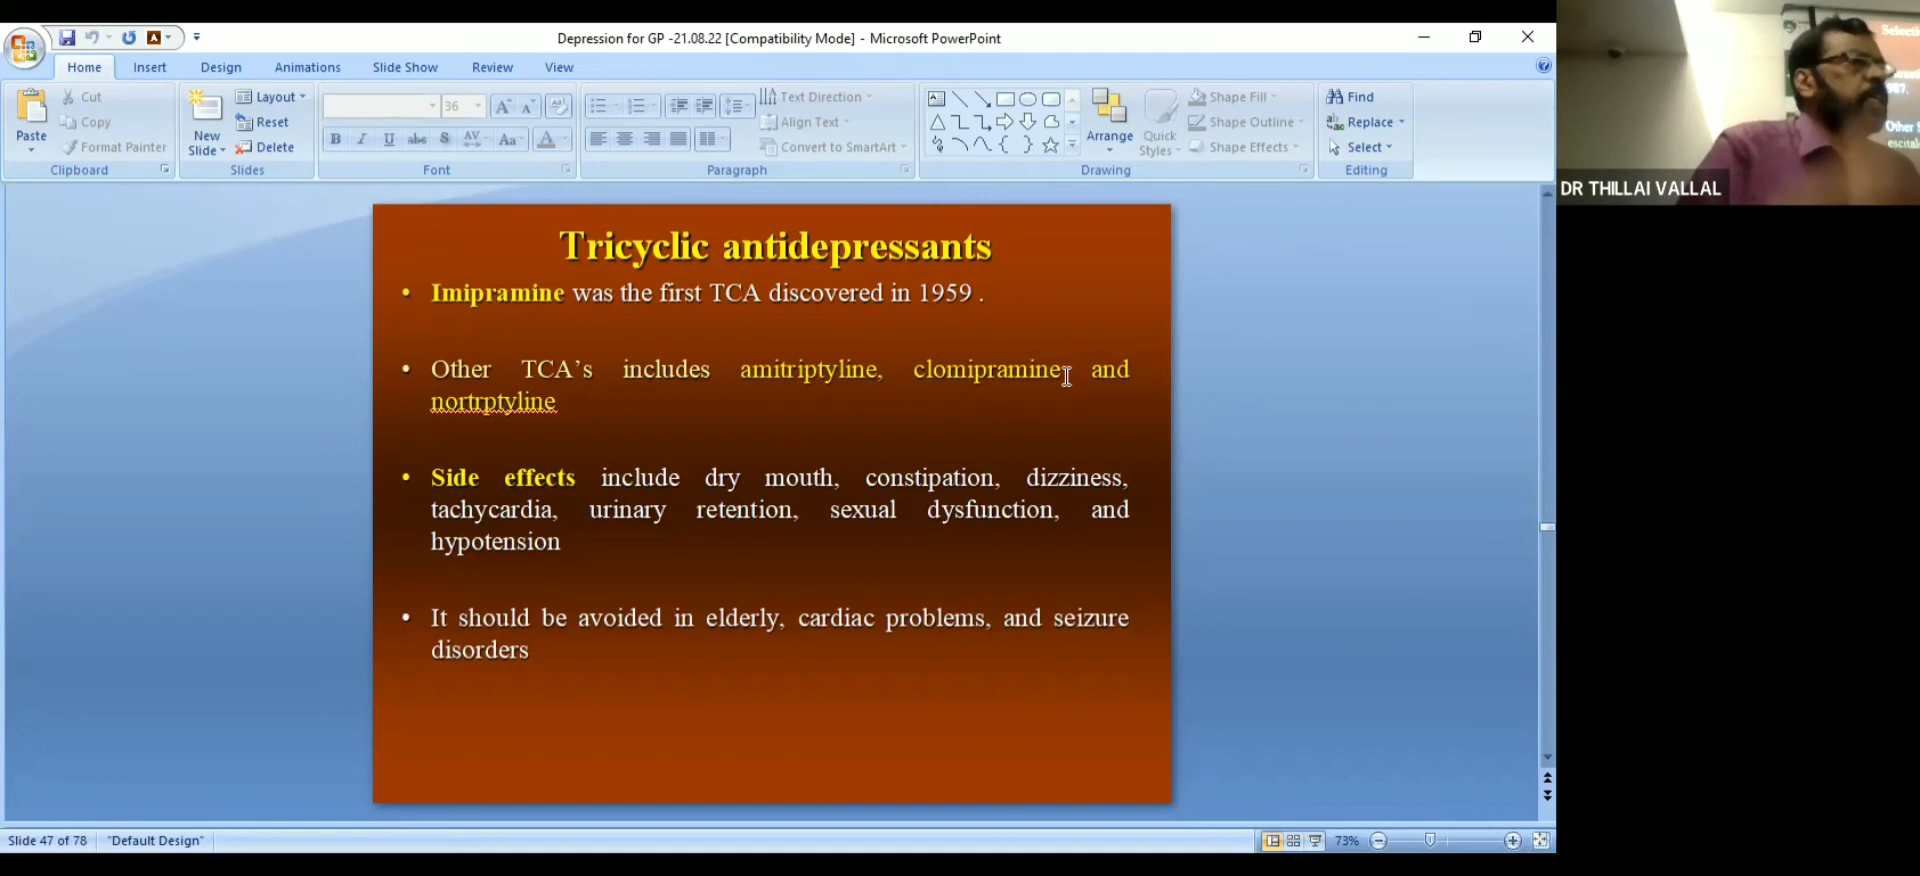 Depression for GP -21.08.22 [Compatibility Mode] - Microsoft PowerPoint
Home Insert Design Animations Slide Show Review View
Paste
Cut
Copy
Format Painter
Clipboard
New Slide
Layout
Reset
Delete
Slides
36
Font
Text Direction
Align Text
Convert to SmartArt
Paragraph
Arrange
Quick Styles
Shape Fill
Shape Outline
Shape Effects
Drawing
Find
Replace
Select
Editing
DR THILLAI VALLAL
Tricyclic antidepressants
• Imipramine was the first TCA discovered in 1959 .
• Other TCA’s includes amitriptyline, clomipramine and
nortrptyline
• Side effects include dry mouth, constipation, dizziness,
tachycardia, urinary retention, sexual dysfunction, and
hypotension
• It should be avoided in elderly, cardiac problems, and seizure
disorders
Slide 47 of 78 "Default Design" 73%